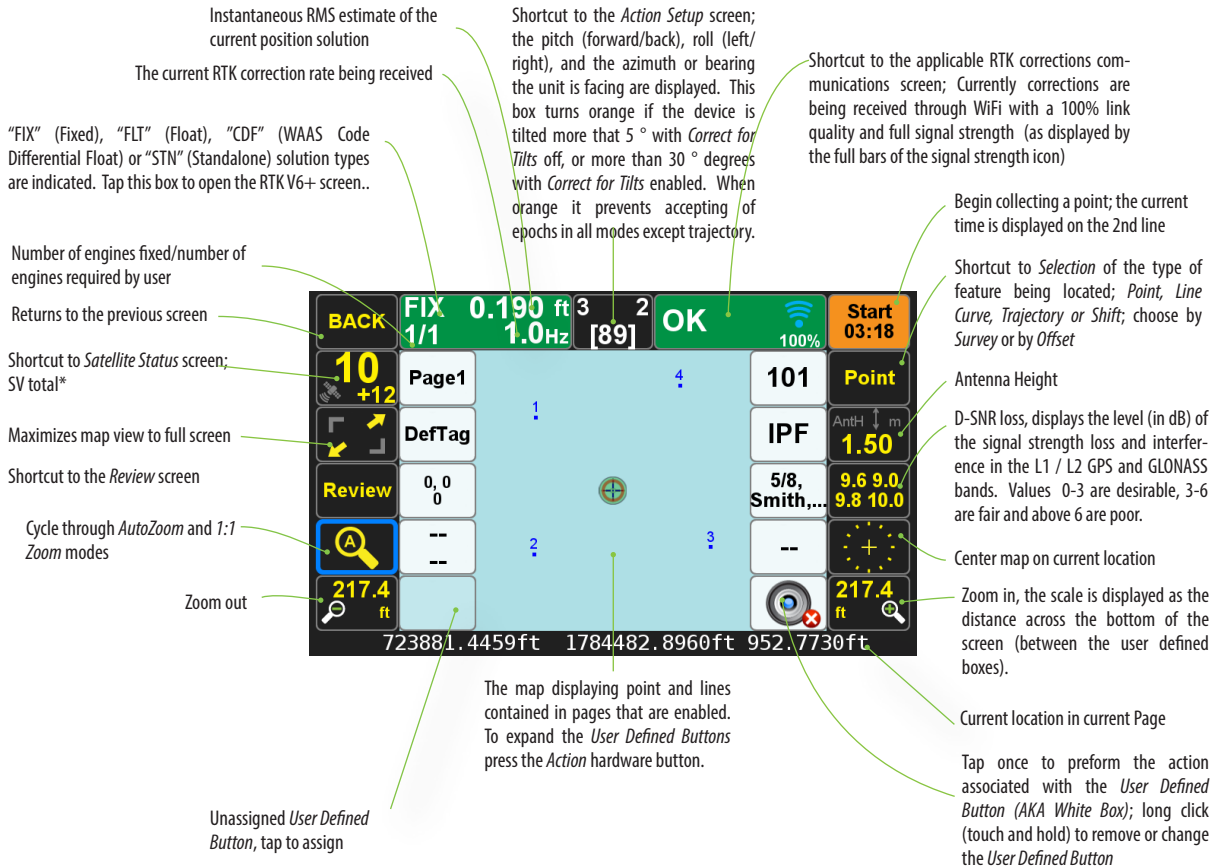 Instantaneous RMS estimate of the
current position solution
The current RTK correction rate being received
“FIX” (Fixed), “FLT” (Float), ”CDF” (WAAS Code
Differential Float) or “STN” (Standalone) solution types
are indicated. Tap this box to open the RTK V6+ screen..
Number of engines fixed/number of
engines required by user
Returns to the previous screen
Shortcut to Satellite Status screen;
SV total*
Maximizes map view to full screen
Shortcut to the Review screen
Cycle through AutoZoom and 1:1
Zoom modes
Zoom out
Shortcut to the Action Setup screen;
the pitch (forward/back), roll (left/
right), and the azimuth or bearing
the unit is facing are displayed. This
box turns orange if the device is
tilted more that 5 ° with Correct for
Tilts off, or more than 30 ° degrees
with Correct for Tilts enabled. When
orange it prevents accepting of
epochs in all modes except trajectory.
Shortcut to the applicable RTK corrections com-
munications screen; Currently corrections are
being received through WiFi with a 100% link
quality and full signal strength (as displayed by
the full bars of the signal strength icon)
Begin collecting a point; the current
time is displayed on the 2nd line
Shortcut to Selection of the type of
feature being located; Point, Line
Curve, Trajectory or Shift; choose by
Survey or by Offset
Antenna Height
D-SNR loss, displays the level (in dB) of
the signal strength loss and interfer-
ence in the L1 / L2 GPS and GLONASS
bands. Values 0-3 are desirable, 3-6
are fair and above 6 are poor.
Center map on current location
Zoom in, the scale is displayed as the
distance across the bottom of the
screen (between the user defined
boxes).
Current location in current Page
Tap once to preform the action
associated with the User Defined
Button (AKA White Box); long click
(touch and hold) to remove or change
the User Defined Button
BACK
FIX 0.190 ft
1/1 1.0Hz
3 2
[89]
OK
100%
Start
03:18
10
+12
Page1
4
101
Point
1
DefTag
IPF
AntH m
1.50
Review
0, 0
0
5/8,
Smith,...
9.6 9.0
9.8 10.0
A
--
--
2
3
--
217.4
ft
217.4
ft
723881.4459ft 1784482.8960ft 952.7730ft
The map displaying point and lines
contained in pages that are enabled.
To expand the User Defined Buttons
press the Action hardware button.
Unassigned User Defined
Button, tap to assign